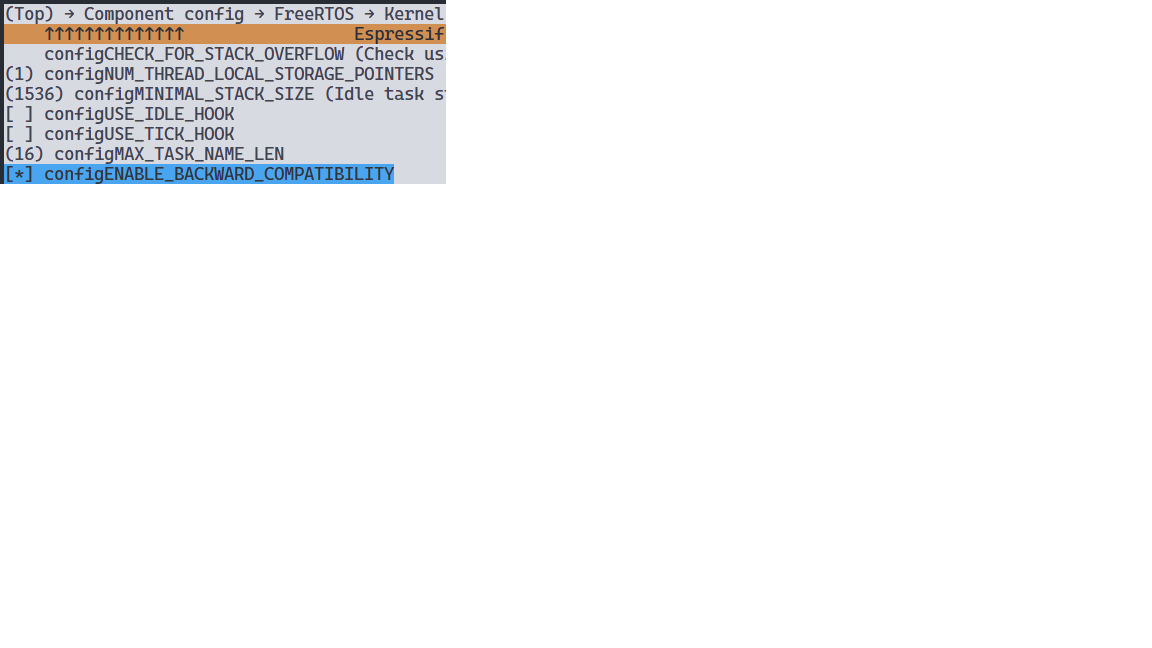 (Top) → Component config → FreeRTOS → Kernel
↑↑↑↑↑↑↑↑↑↑↑↑↑↑ Espressif
configCHECK_FOR_STACK_OVERFLOW (Check us
(1) configNUM_THREAD_LOCAL_STORAGE_POINTERS
(1536) configMINIMAL_STACK_SIZE (Idle task s
[ ] configUSE_IDLE_HOOK
[ ] configUSE_TICK_HOOK
(16) configMAX_TASK_NAME_LEN
[*] configENABLE_BACKWARD_COMPATIBILITY